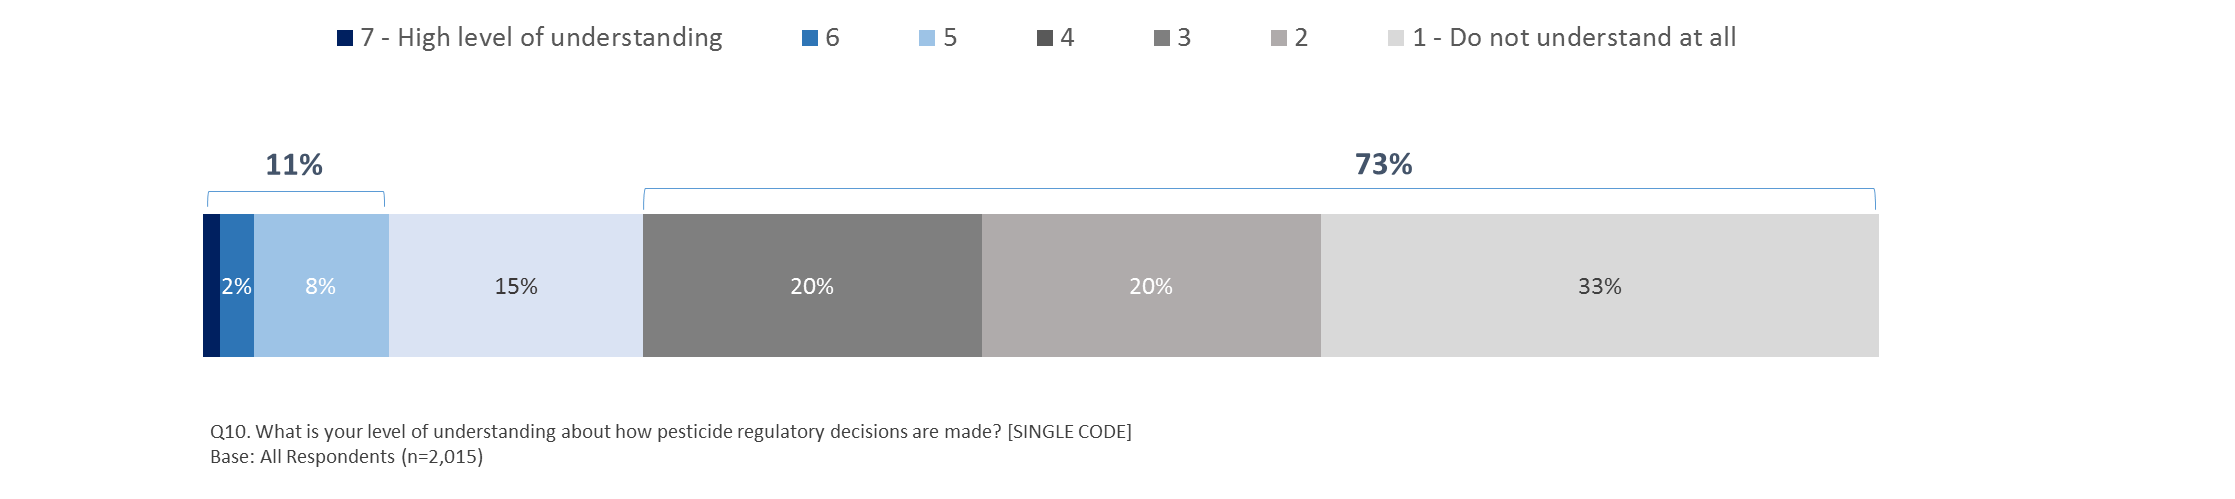 7 - High level of understanding 6 5 4 3 2 1 - Do not understand at all
11% 73%
2% 8% 15% 20% 20% 33%
Q10. What is your level of understanding about how pesticide regulatory decisions are made? [SINGLE CODE]
Base: All Respondents (n=2,015)